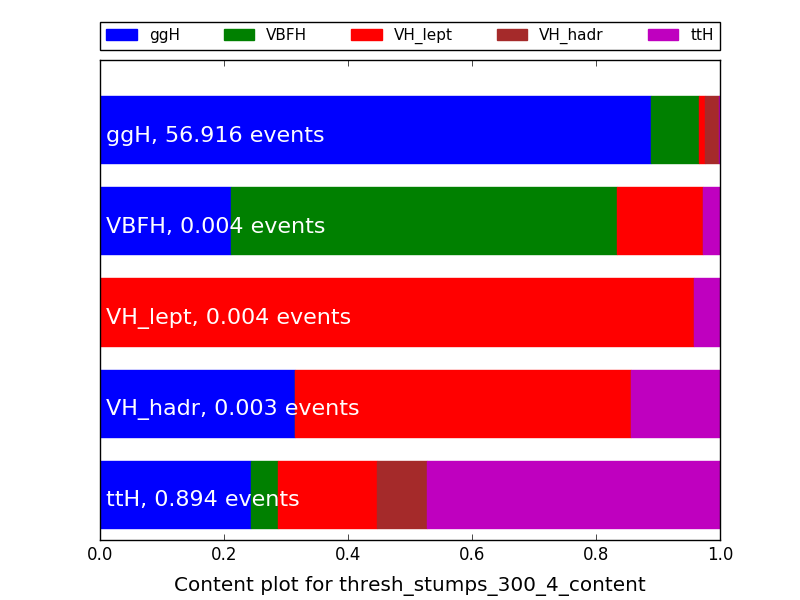 ggH VBFH VH_lept VH_hadr ttH
ggH, 56.916 events
VBFH, 0.004 events
VH_lept, 0.004 events
VH_hadr, 0.003 events
ttH, 0.894 events
0.0 0.2 0.4 0.6 0.8 1.0
Content plot for thresh_stumps_300_4_content